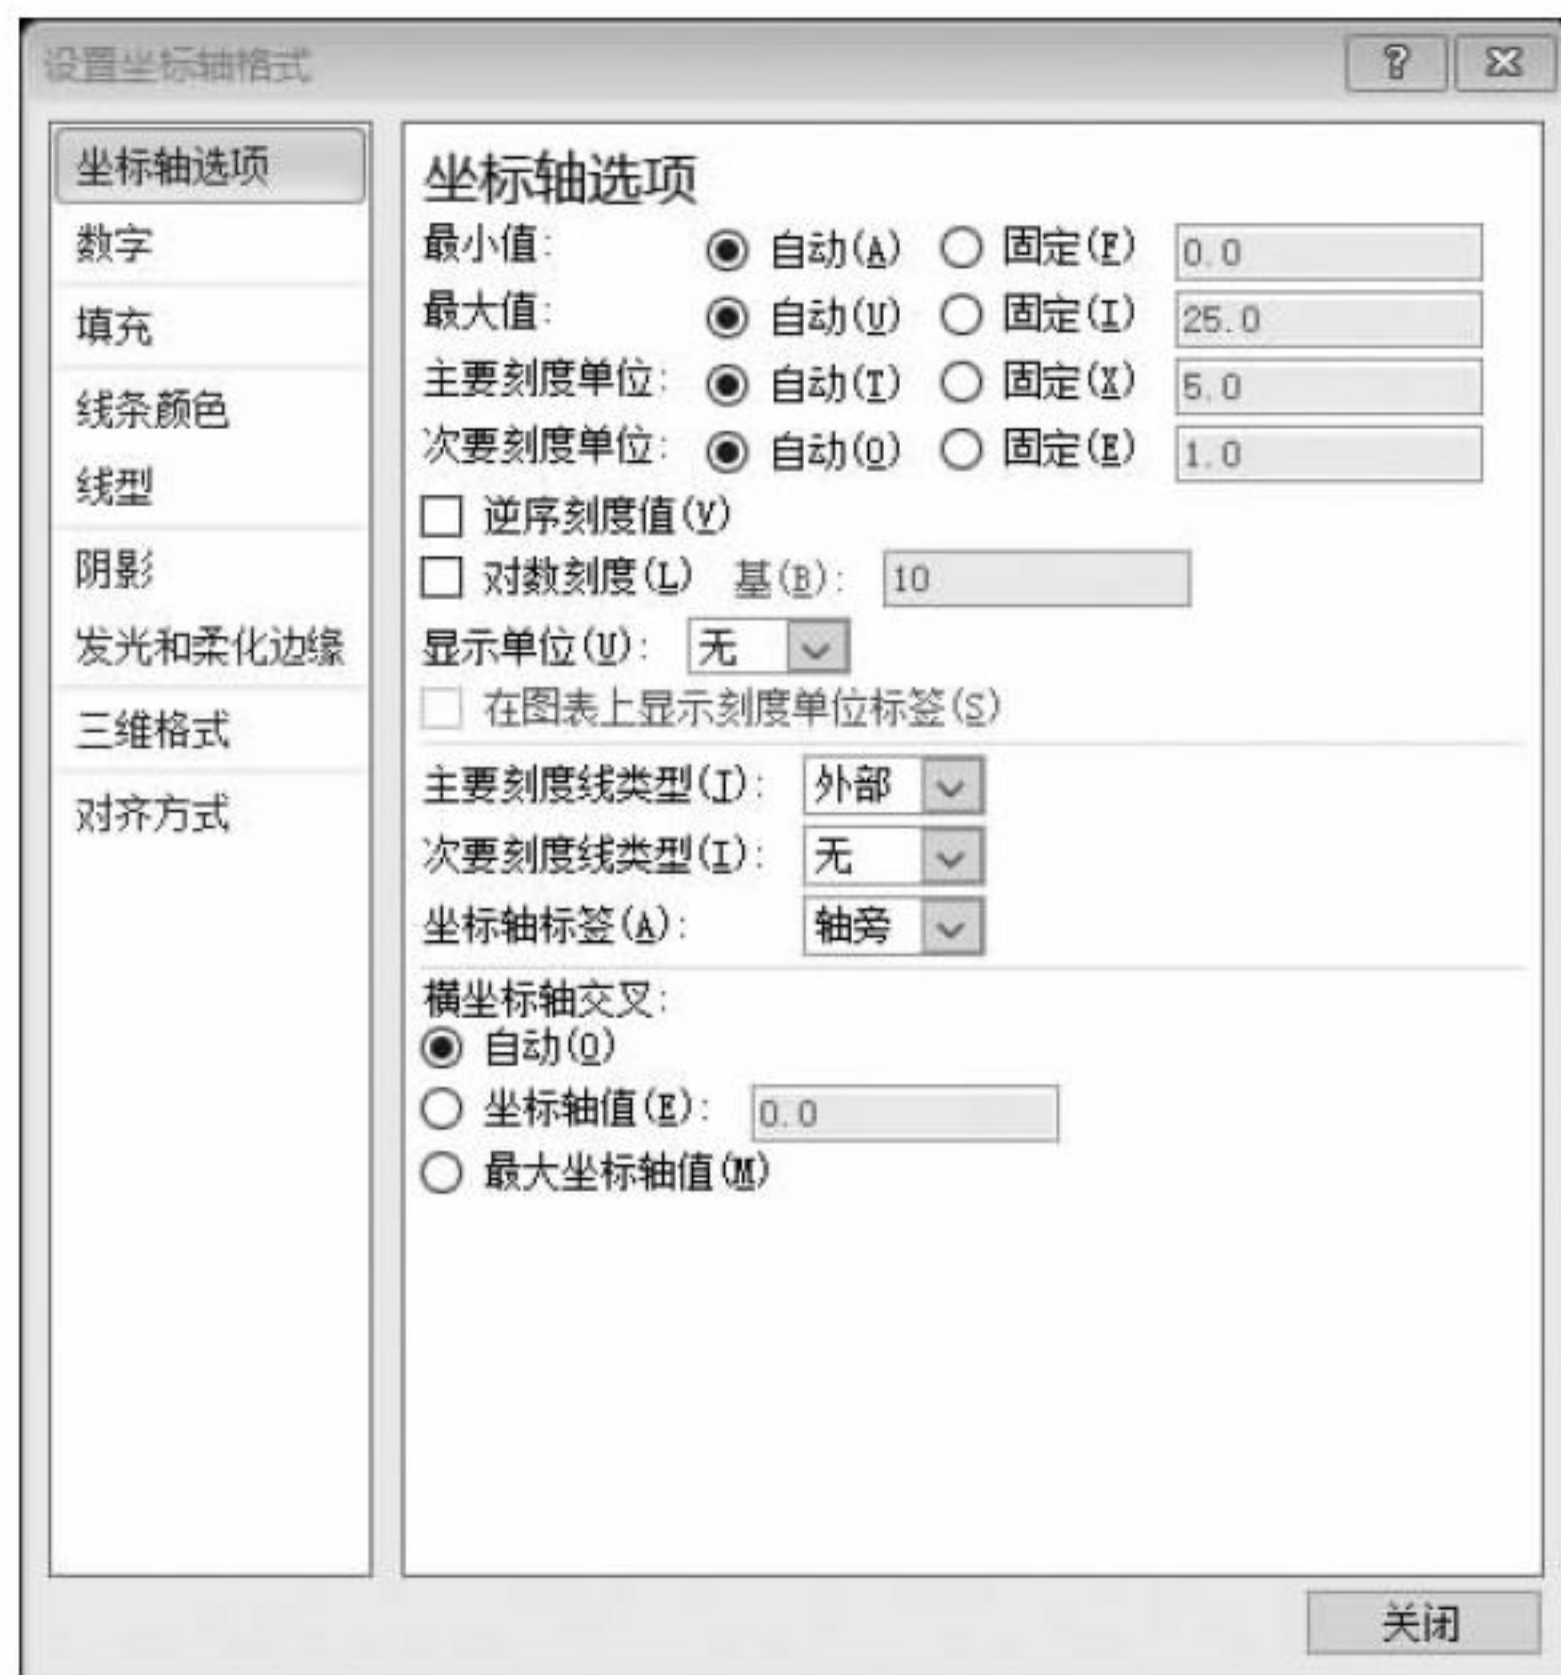 设置坐标轴格式
坐标轴选项
数字
填充
线条颜色
线型
阴影
发光和柔化边缘
三维格式
对齐方式
坐标轴选项
最小值: 自动(A) 固定(F) 0.0
最大值: 自动(U) 固定(I) 25.0
主要刻度单位: 自动(T) 固定(X) 5.0
次要刻度单位: 自动(O) 固定(E) 1.0
逆序刻度值(V)
对数刻度(L) 基(B): 10
显示单位(U): 无
在图表上显示刻度单位标签(S)
主要刻度线类型(J): 外部
次要刻度线类型(I): 无
坐标轴标签(A): 轴旁
横坐标轴交叉:
自动(O)
坐标轴值(E): 0.0
最大坐标轴值(M)
关闭